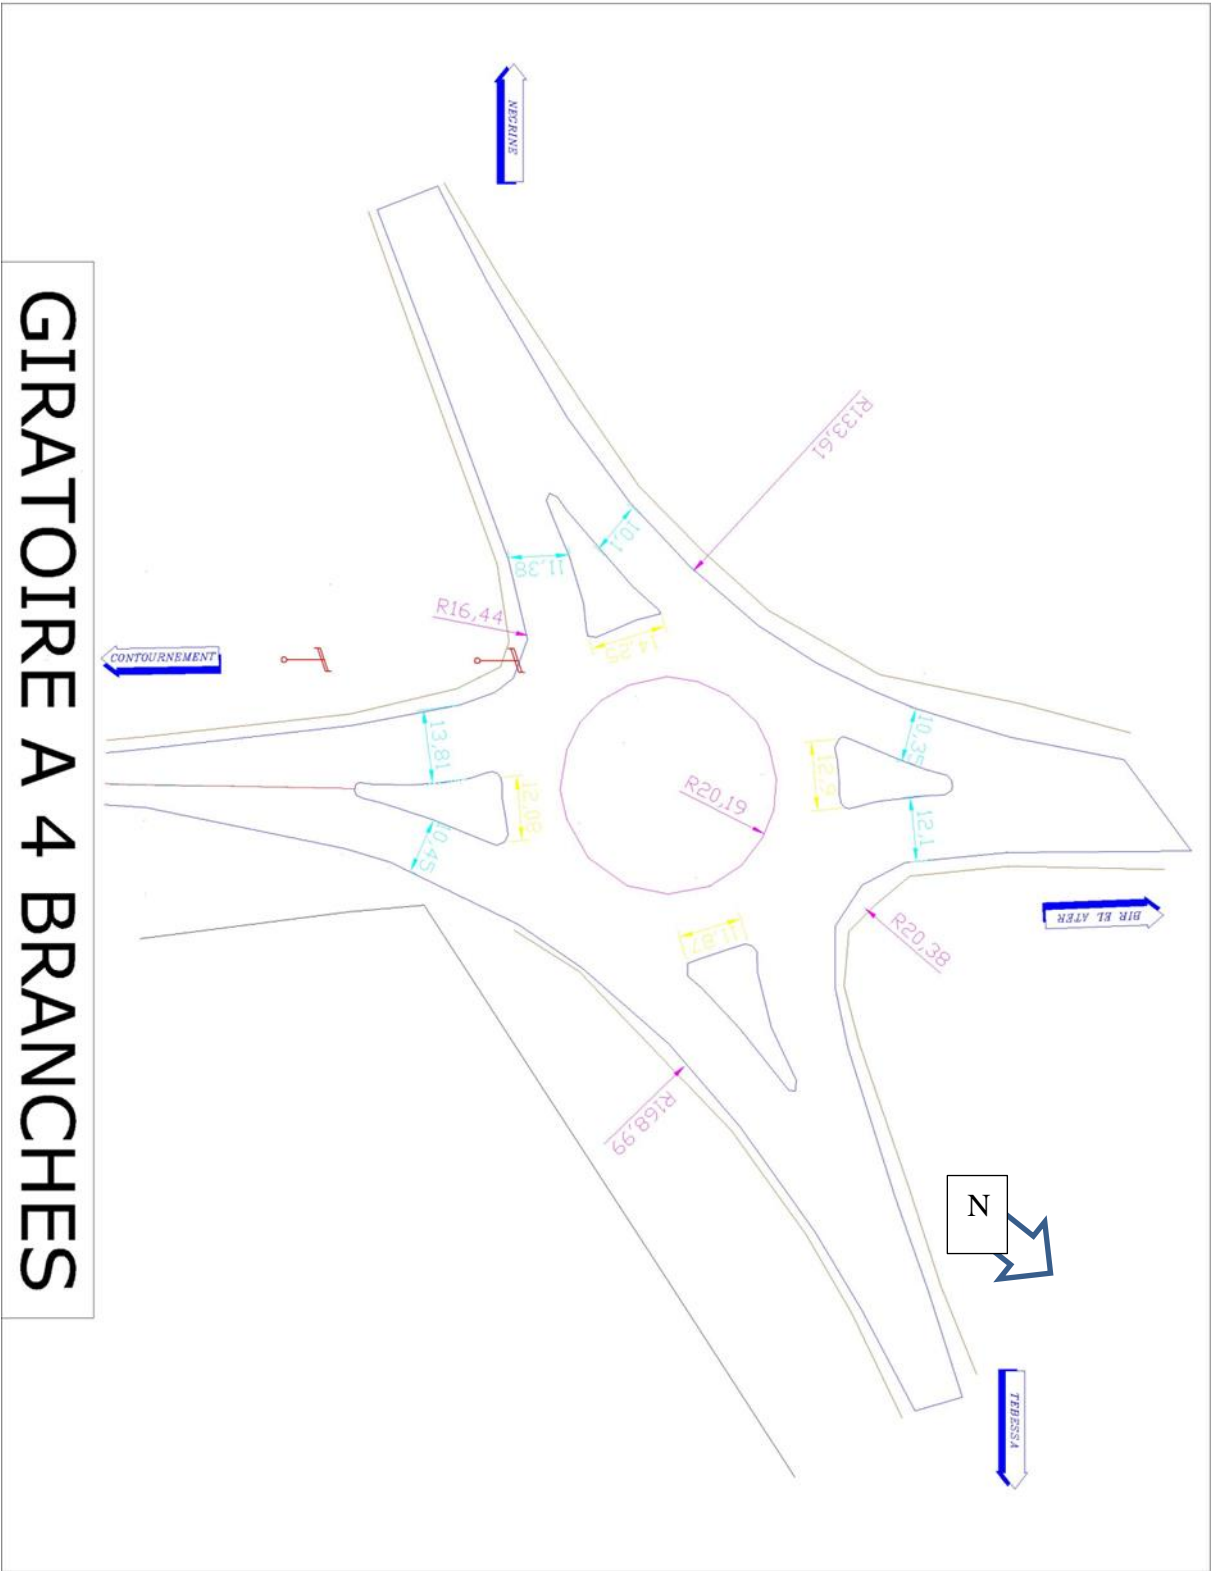 GIRATOIRE A 4 BRANCHES
NEGRINE
CONTOURNEMENT
BIR EL ATER
TEBESSA
N
R133,61
10,1
11,38
14,25
R16,44
13,81
12,08
10,45
R20,19
10,35
12,9
12,1
R20,38
11,87
R168,99